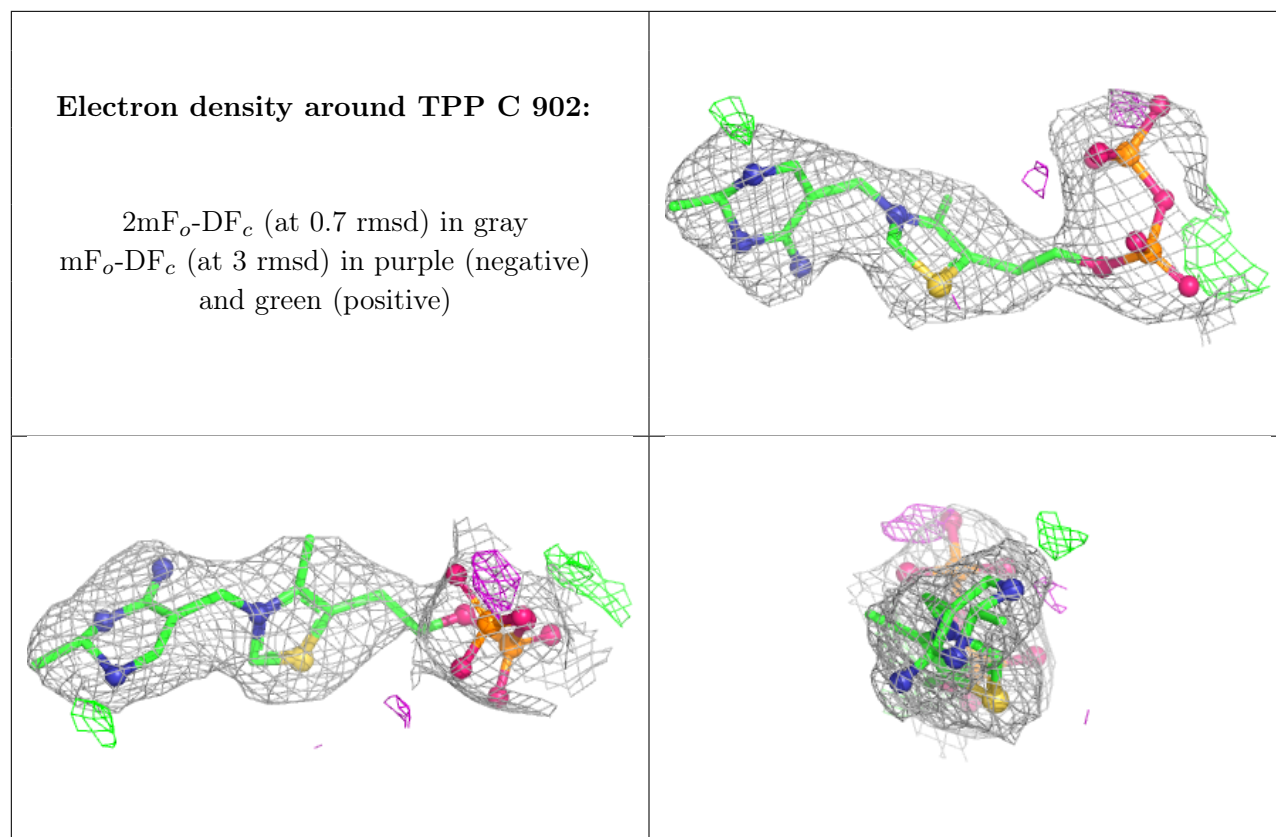 Electron density around TPP C 902:
2mFo-DFc (at 0.7 rmsd) in gray
mFo-DFc (at 3 rmsd) in purple (negative)
and green (positive)